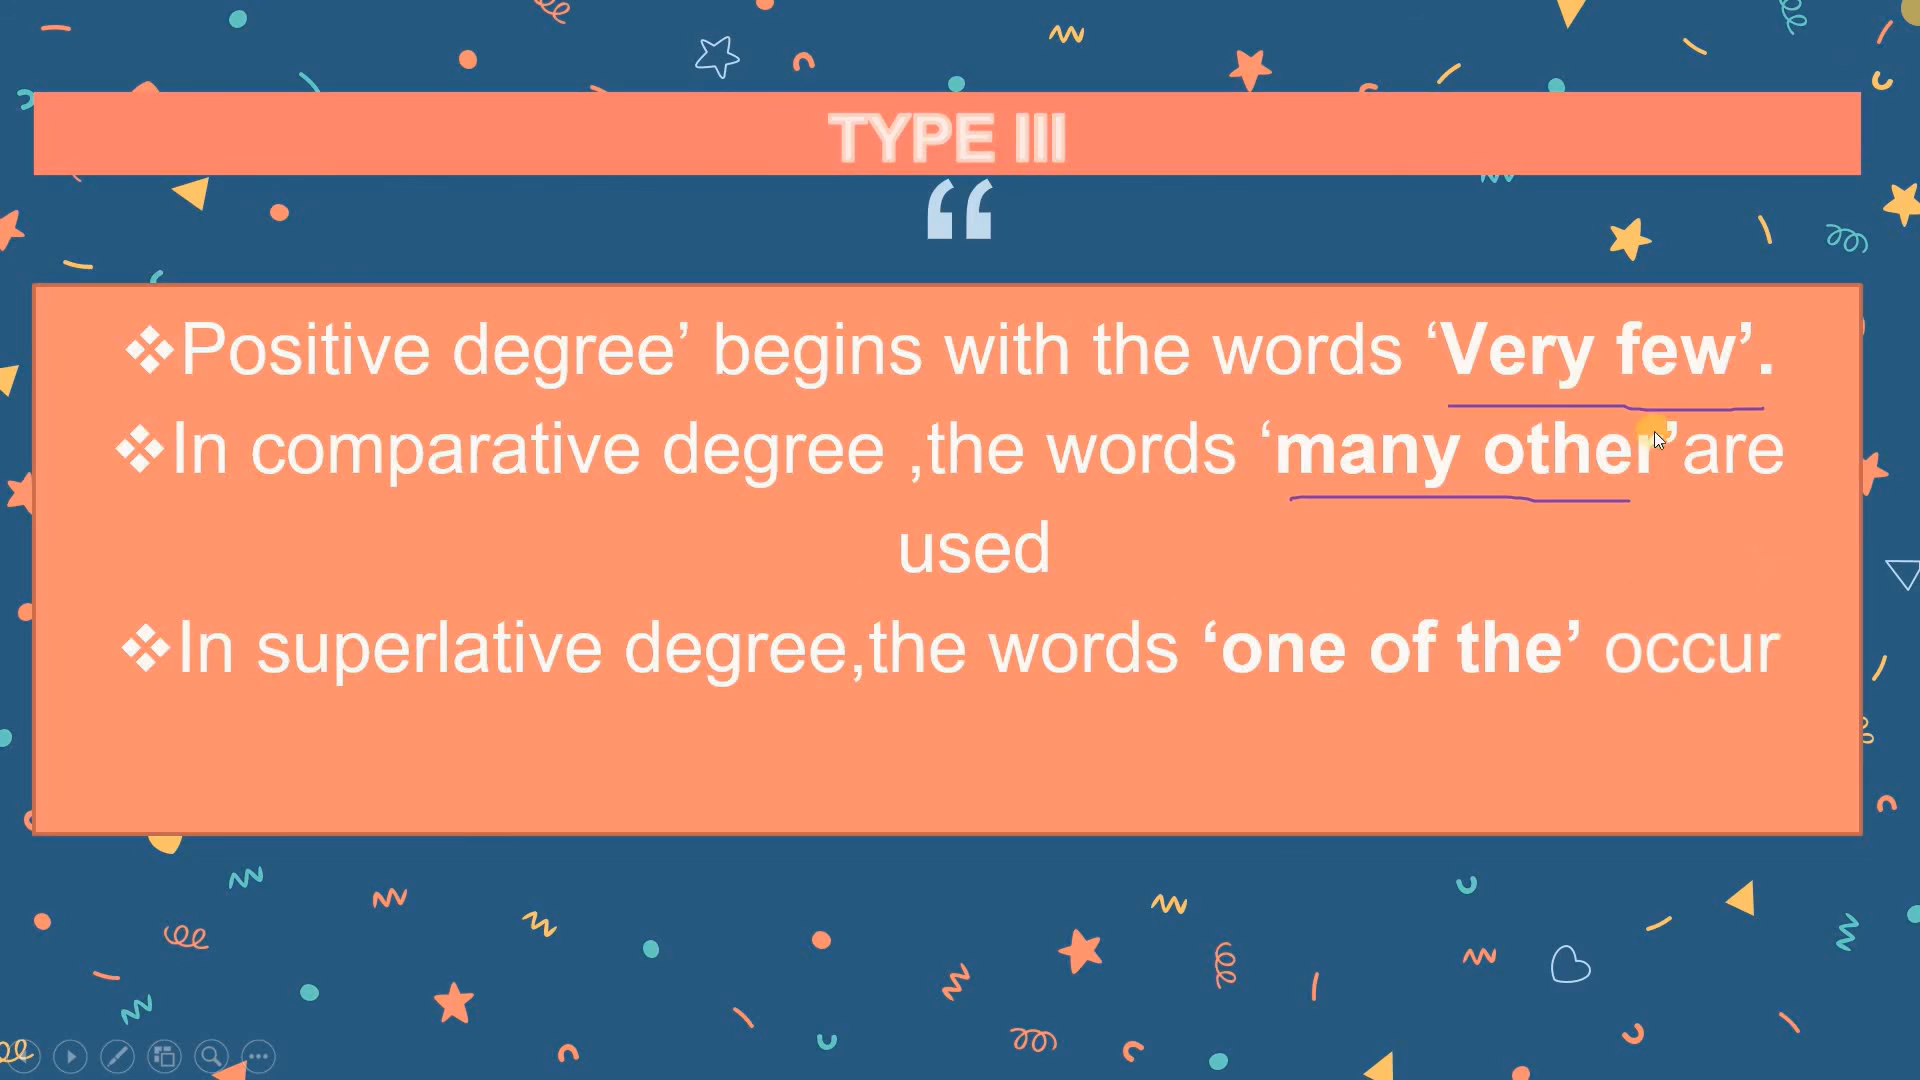 TYPE III
“
❖Positive degree’ begins with the words ‘Very few’.
❖In comparative degree ,the words ‘many other’are
used
❖In superlative degree,the words ‘one of the’ occur